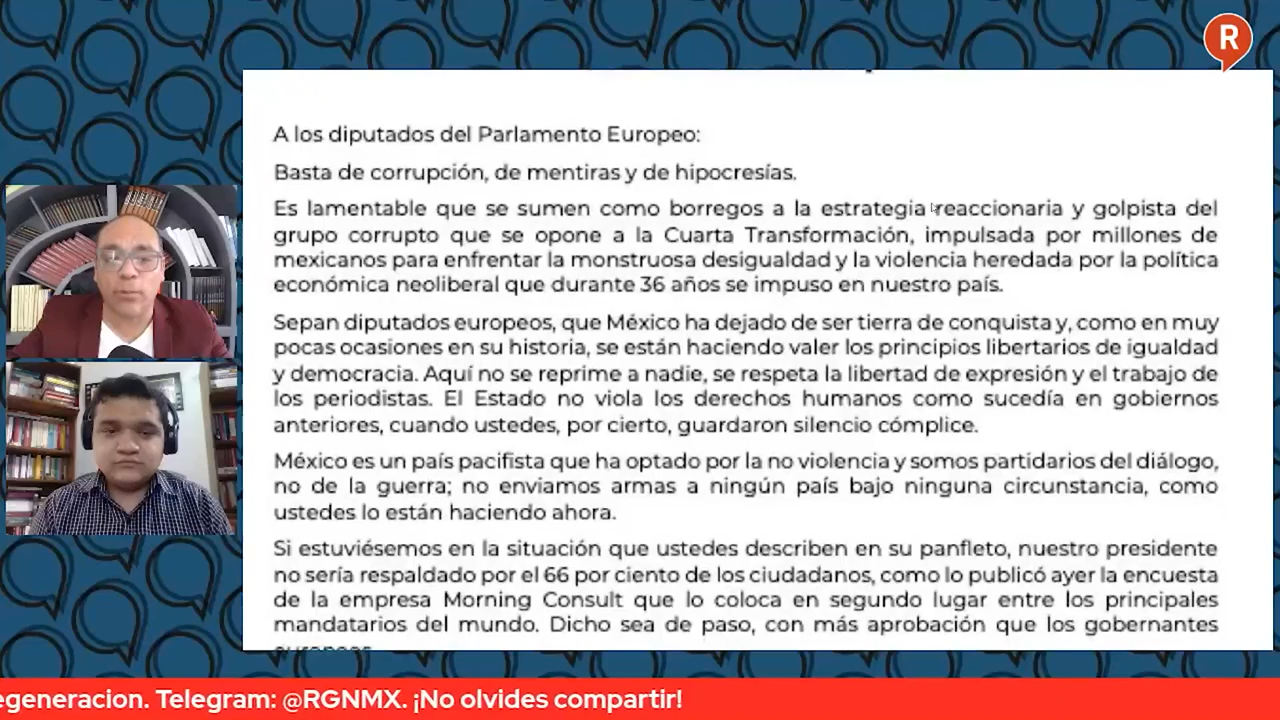 R
A los diputados del Parlamento Europeo:
Basta de corrupción, de mentiras y de hipocresías.
Es lamentable que se sumen como borregos a la estrategia reaccionaria y golpista del
grupo corrupto que se opone a la Cuarta Transformación, impulsada por millones de
mexicanos para enfrentar la monstruosa desigualdad y la violencia heredada por la política
económica neoliberal que durante 36 años se impuso en nuestro país.
Sepan diputados europeos, que México ha dejado de ser tierra de conquista y, como en muy
pocas ocasiones en su historia, se están haciendo valer los principios libertarios de igualdad
y democracia. Aquí no se reprime a nadie, se respeta la libertad de expresión y el trabajo de
los periodistas. El Estado no viola los derechos humanos como sucedía en gobiernos
anteriores, cuando ustedes, por cierto, guardaron silencio cómplice.
México es un país pacifista que ha optado por la no violencia y somos partidarios del diálogo,
no de la guerra; no enviamos armas a ningún país bajo ninguna circunstancia, como
ustedes lo están haciendo ahora.
Si estuviésemos en la situación que ustedes describen en su panfleto, nuestro presidente
no sería respaldado por el 66 por ciento de los ciudadanos, como lo publicó ayer la encuesta
de la empresa Morning Consult que lo coloca en segundo lugar entre los principales
mandatarios del mundo. Dicho sea de paso, con más aprobación que los gobernantes
egeneracion. Telegram: @RGNMX. ¡No olvides compartir!